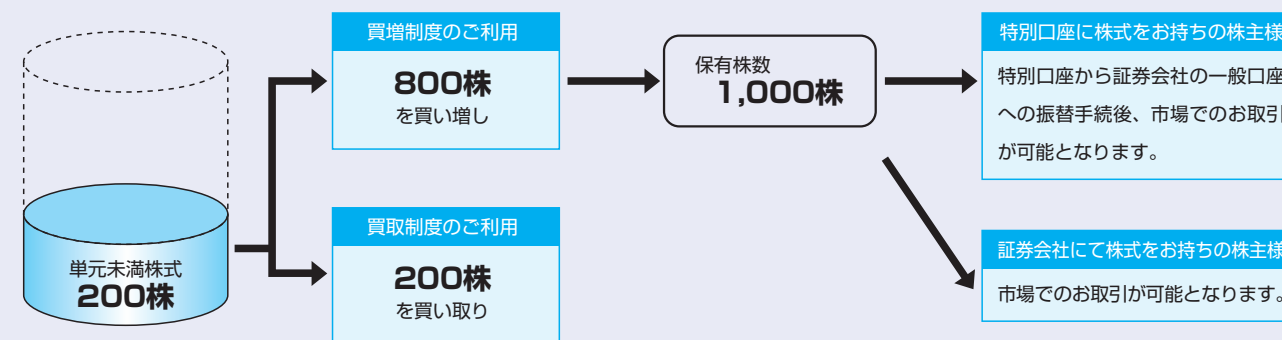 単元未満株式
200株
買増制度のご利用
800株
を買い増し
買取制度のご利用
200株
を買い取り
保有株数
1,000株
特別口座に株式をお持ちの株主様
特別口座から証券会社の一般口座
への振替手続後、市場でのお取引
が可能となります。
証券会社にて株式をお持ちの株主様
市場でのお取引が可能となります。